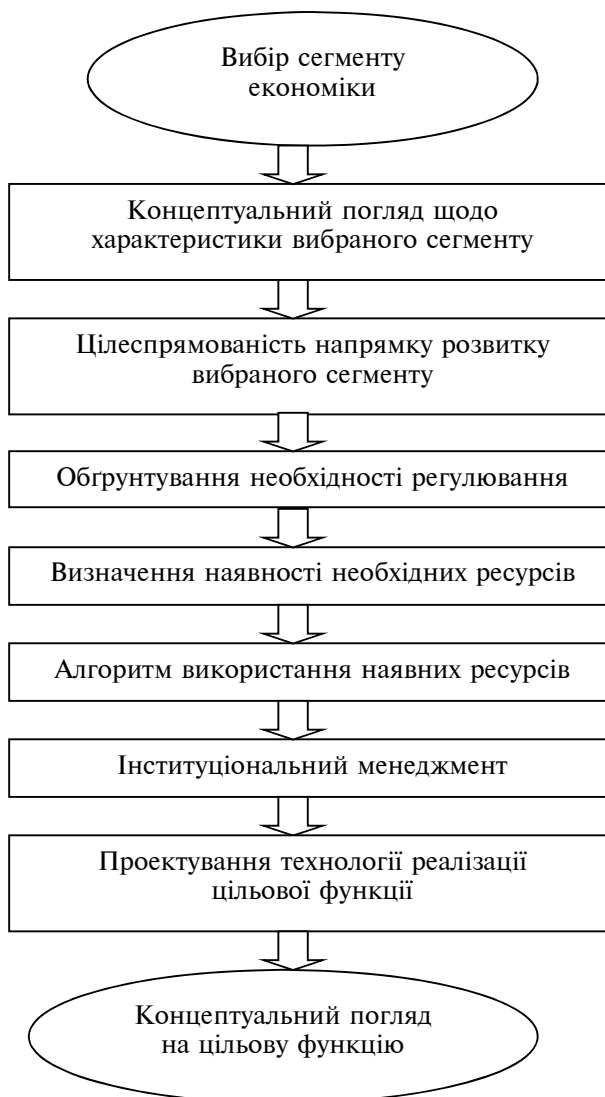 Вибір сегменту
економіки
Концептуальний погляд щодо
характеристики вибраного сегменту
Цілеспрямованість напрямку розвитку
вибраного сегменту
Обґрунтування необхідності регулювання
Визначення наявності необхідних ресурсів
Алгоритм використання наявних ресурсів
Інституціональний менеджмент
Проектування технології реалізації
цільової функції
Концептуальний погляд
на цільову функцію